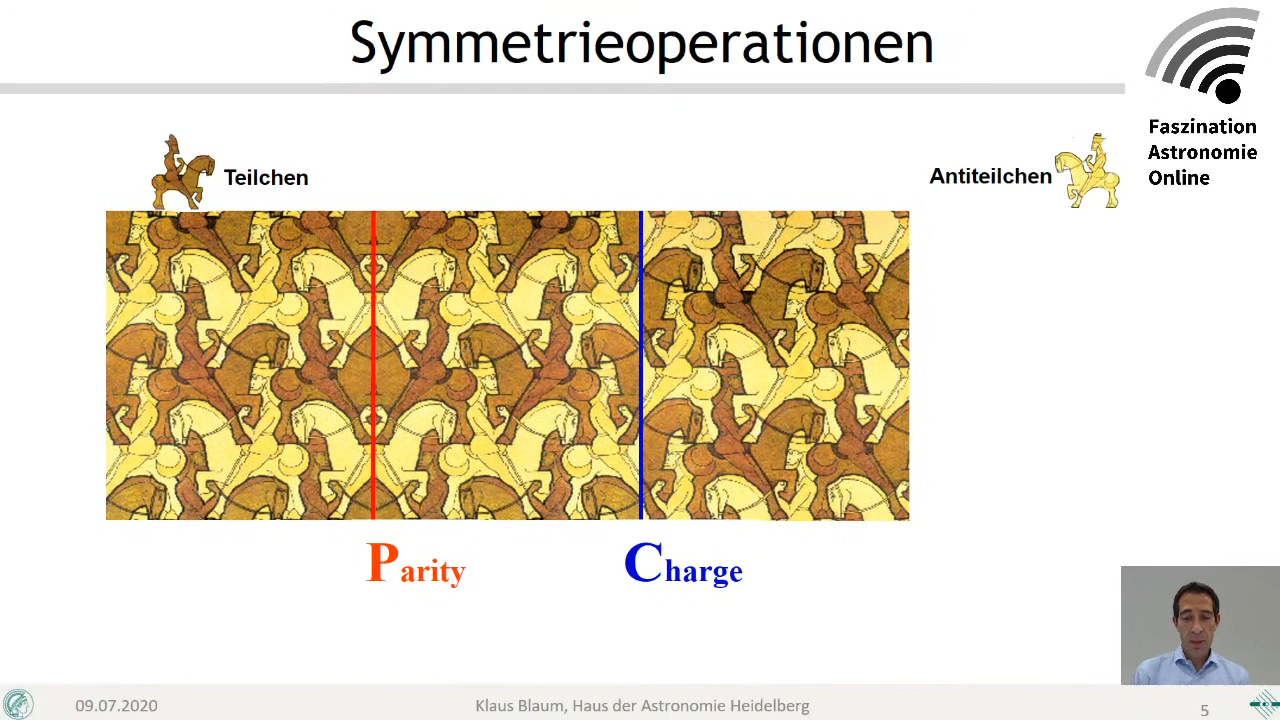 Symmetrieoperationen
Faszination
Astronomie
Online
Teilchen
Antiteilchen
Parity
Charge
09.07.2020
Klaus Blaum, Haus der Astronomie Heidelberg
5